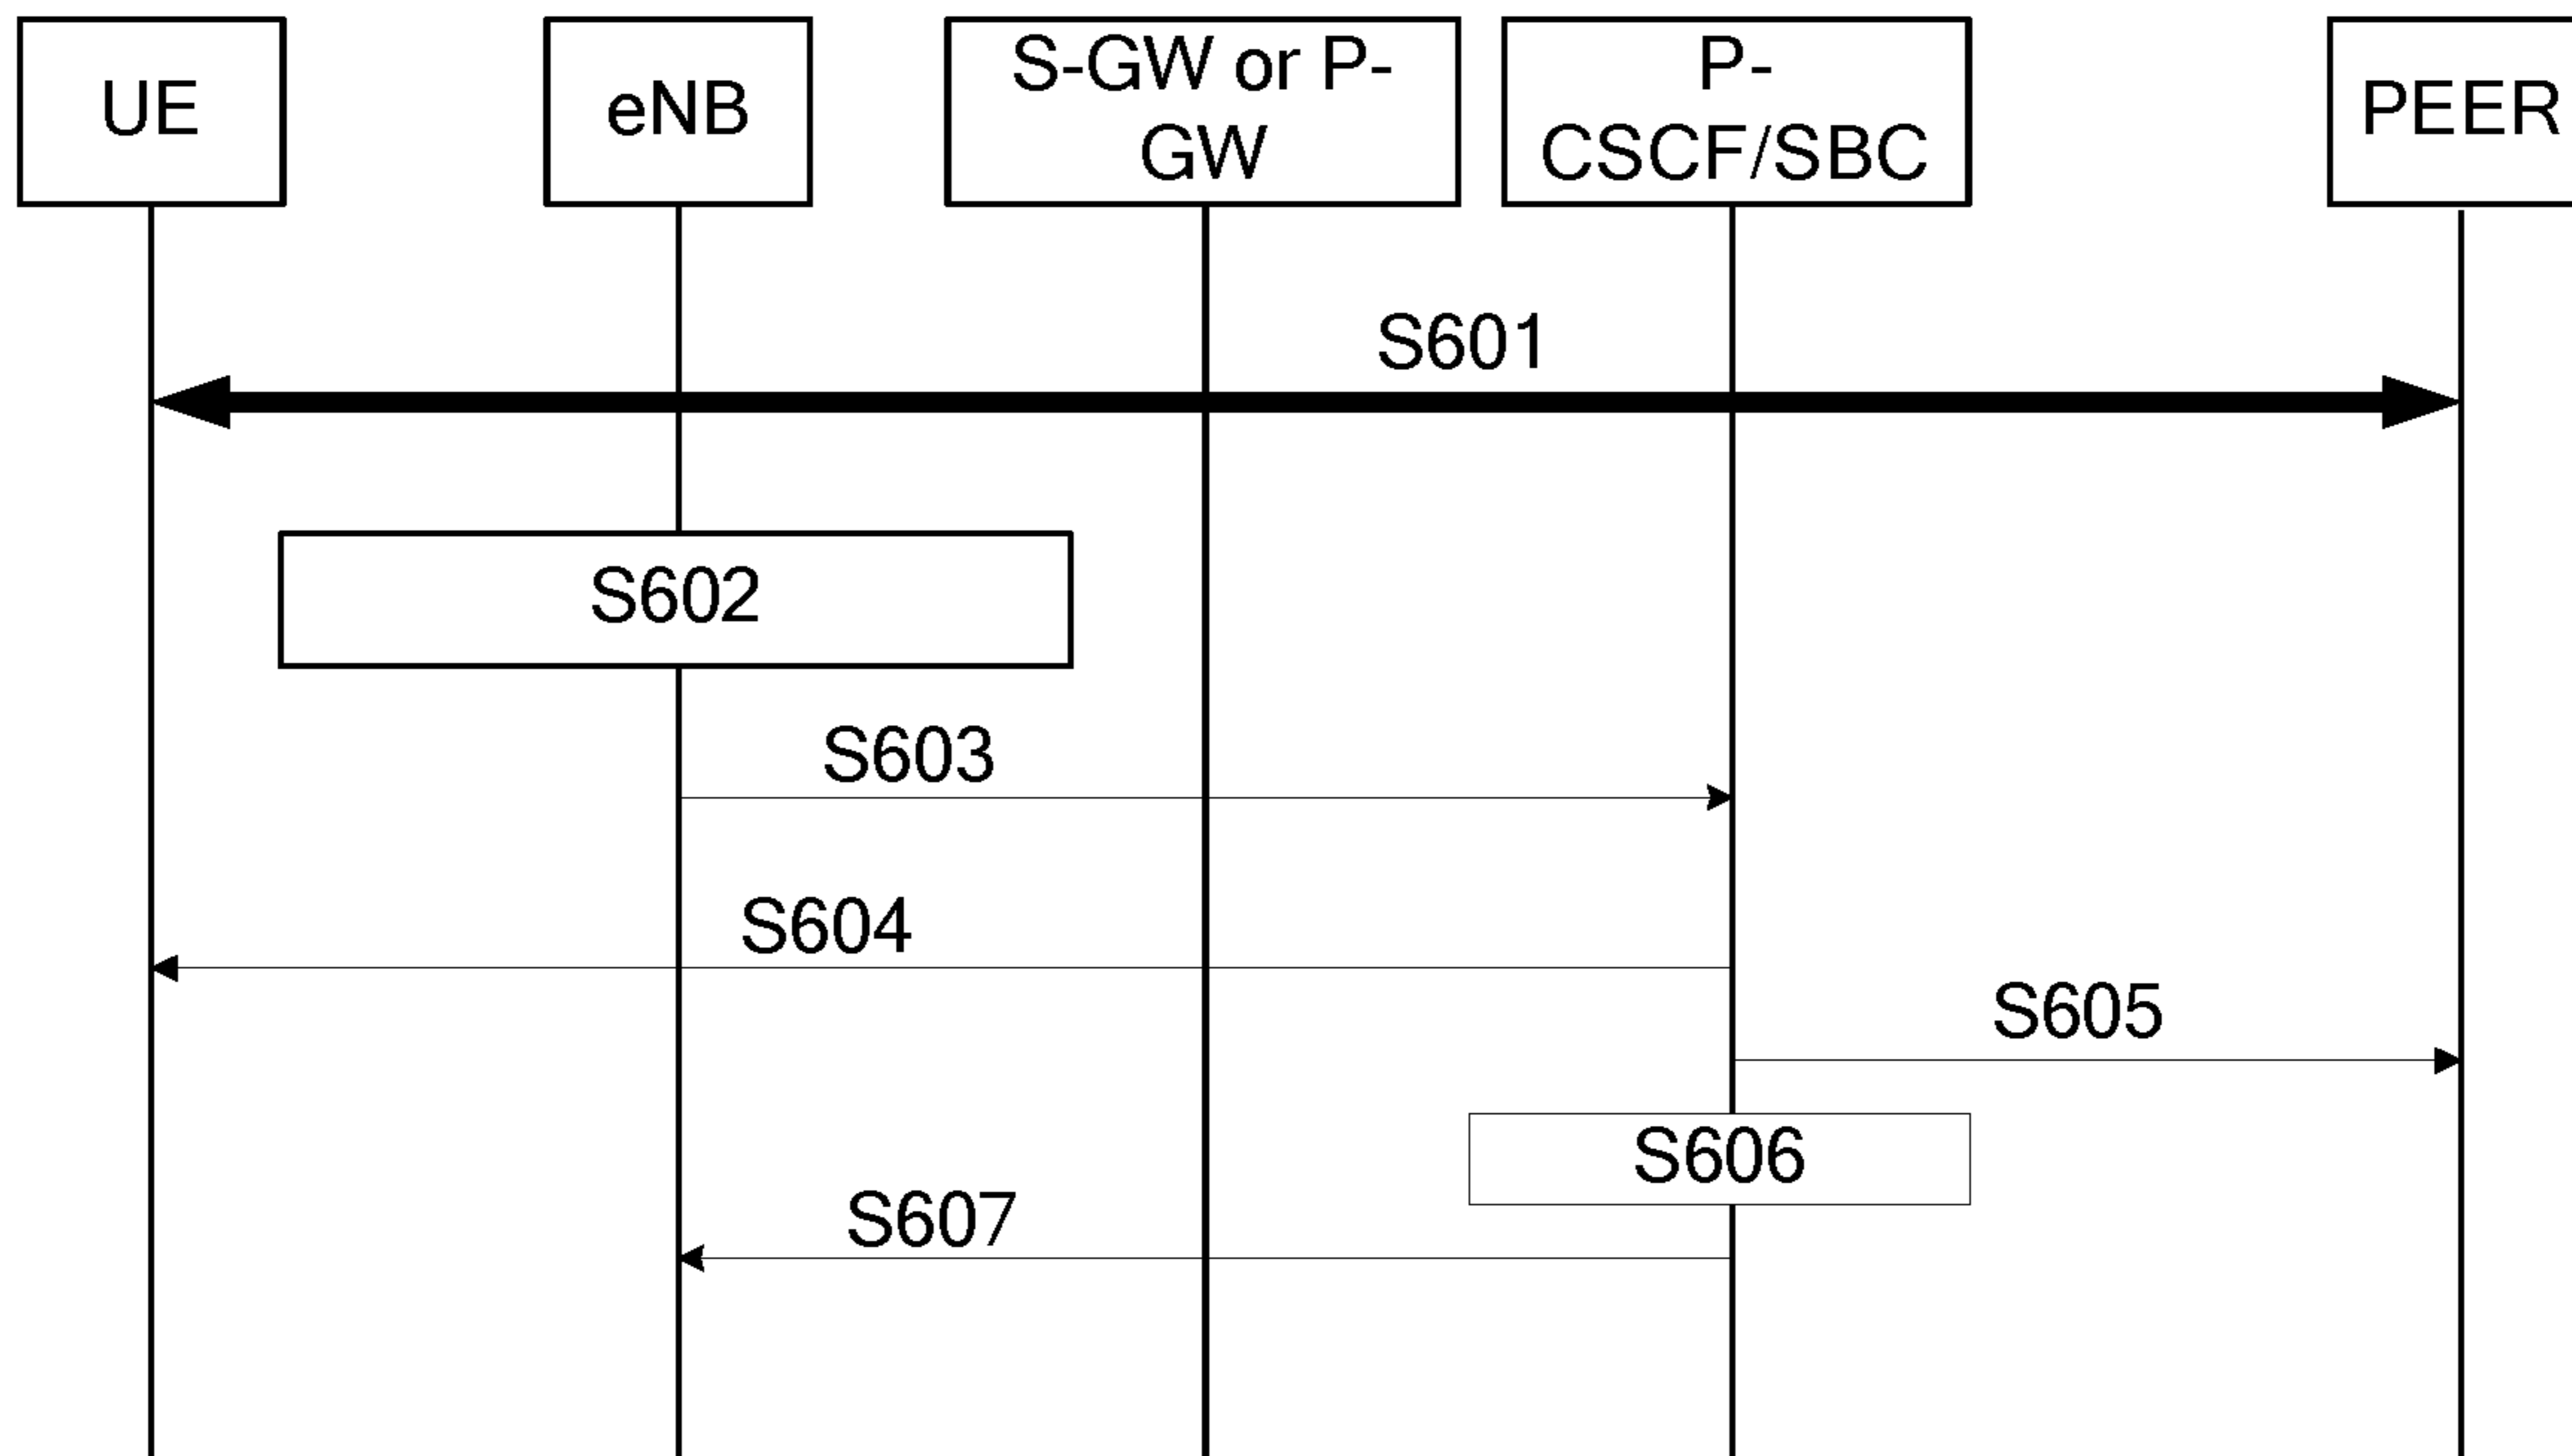 UE
eNB
S-GW or P-
GW
P-
CSCF/SBC
PEER
S601
S602
S603
S604
S605
S606
S607